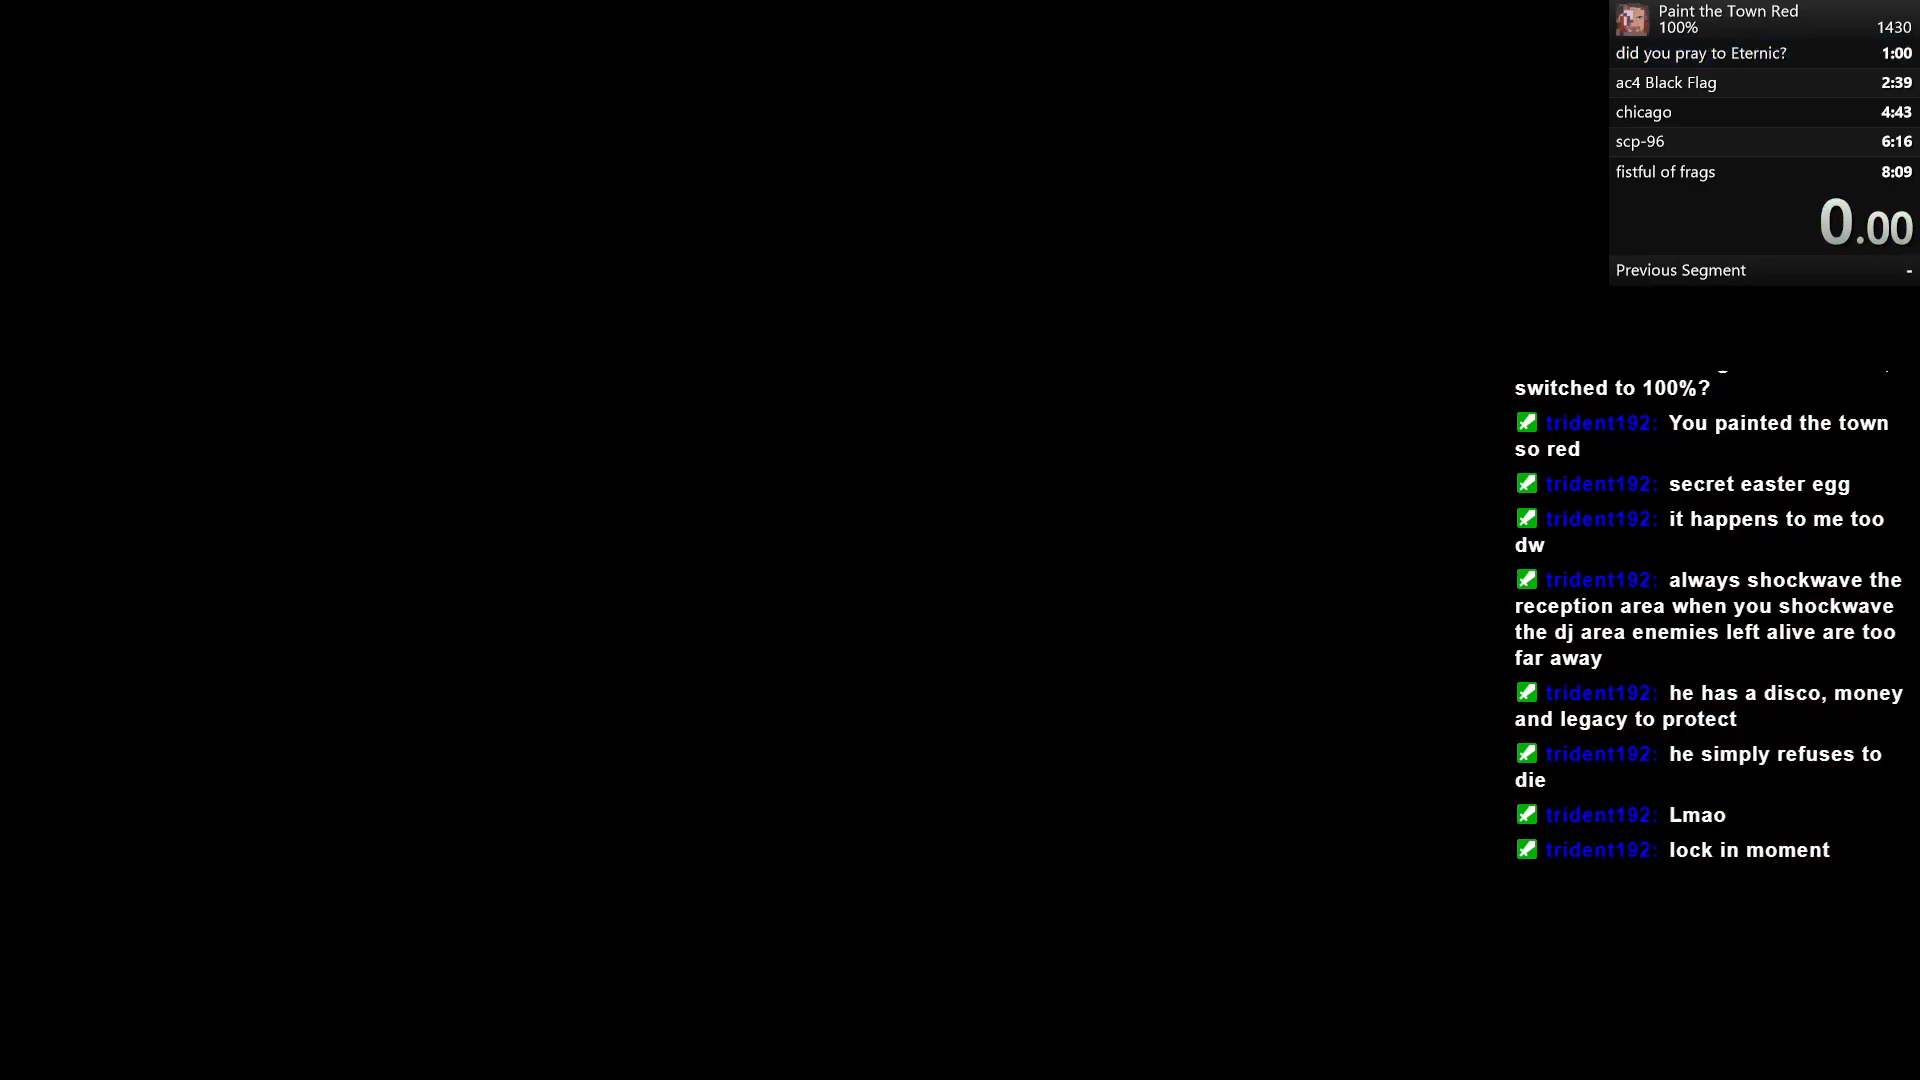 Paint the Town Red
100% 1430
did you pray to Eternic? 1:00
ac4 Black Flag 2:39
chicago 4:43
scp-96 6:16
fistful of frags 8:09
0.00
Previous Segment -
switched to 100%?
trident192: You painted the town
so red
trident192: secret easter egg
trident192: it happens to me too
dw
trident192: always shockwave the
reception area when you shockwave
the dj area enemies left alive are too
far away
trident192: he has a disco, money
and legacy to protect
trident192: he simply refuses to
die
trident192: Lmao
trident192: lock in moment